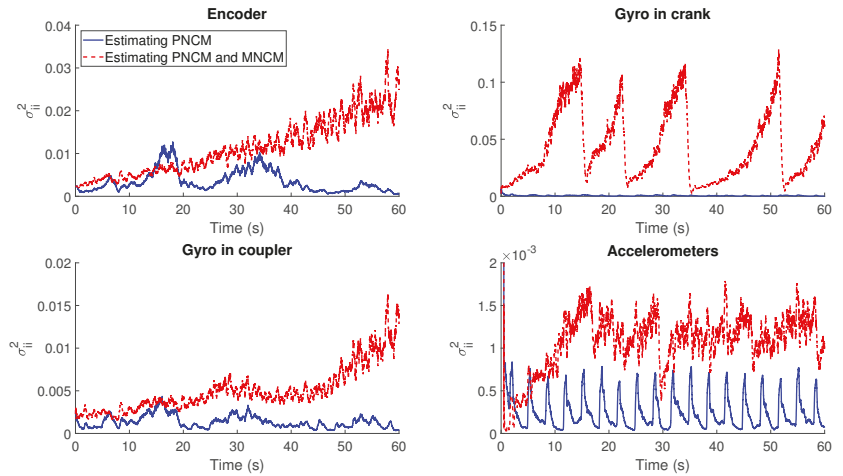 Encoder
0.04
0.03
0.02
0.01
0
σ²ii
Estimating PNCM
Estimating PNCM and MNCM
0 10 20 30 40 50 60
Time (s)
Gyro in crank
0.15
0.1
0.05
0
σ²ii
0 10 20 30 40 50 60
Time (s)
Gyro in coupler
0.02
0.015
0.01
0.005
0
σ²ii
0 10 20 30 40 50 60
Time (s)
Accelerometers
×10⁻³
2
1.5
1
0.5
0
σ²ii
0 10 20 30 40 50 60
Time (s)